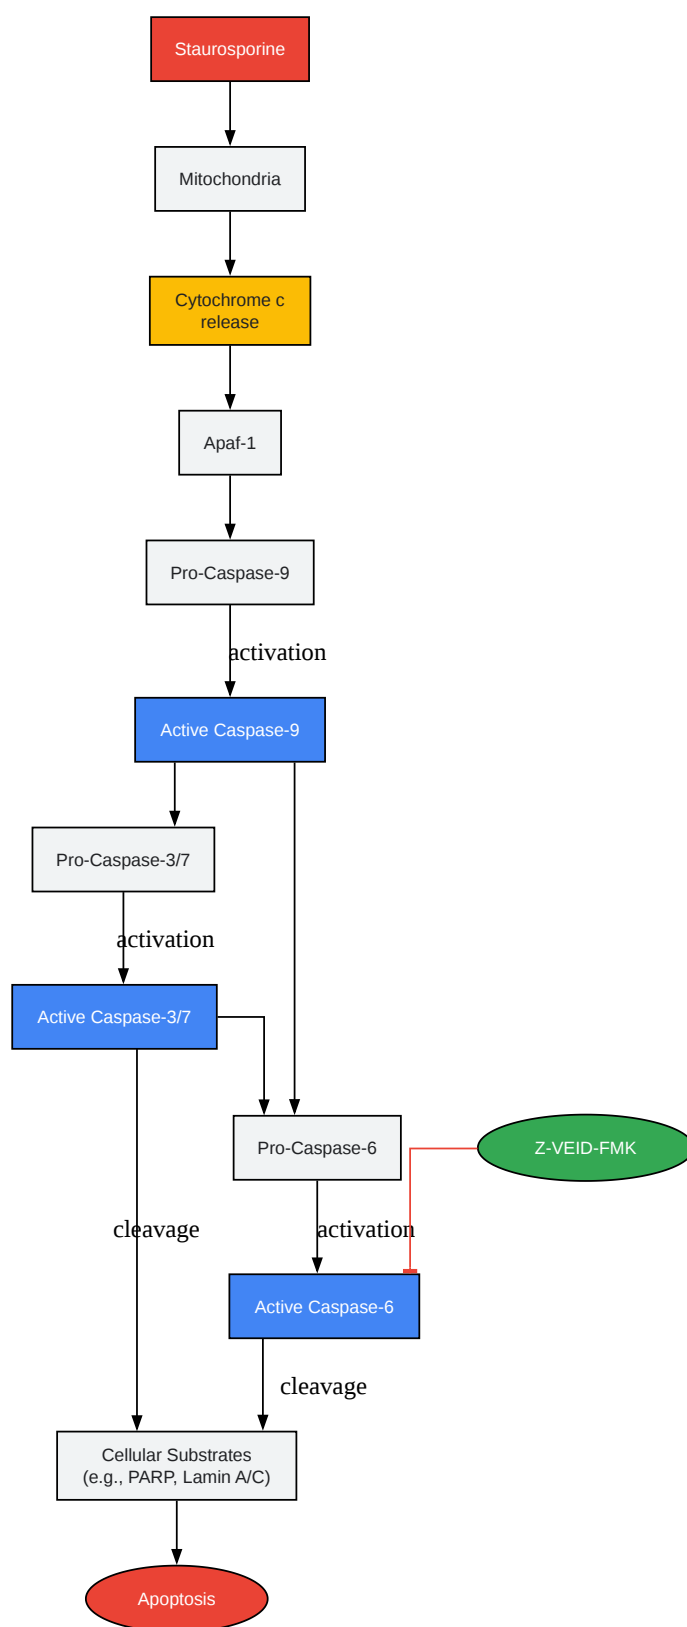 Staurosporine
Mitochondria
Cytochrome c
release
Apaf-1
Pro-Caspase-9
activation
Active Caspase-9
Pro-Caspase-3/7
activation
Active Caspase-3/7
Pro-Caspase-6
Z-VEID-FMK
cleavage
activation
Active Caspase-6
cleavage
Cellular Substrates
(e.g., PARP, Lamin A/C)
Apoptosis